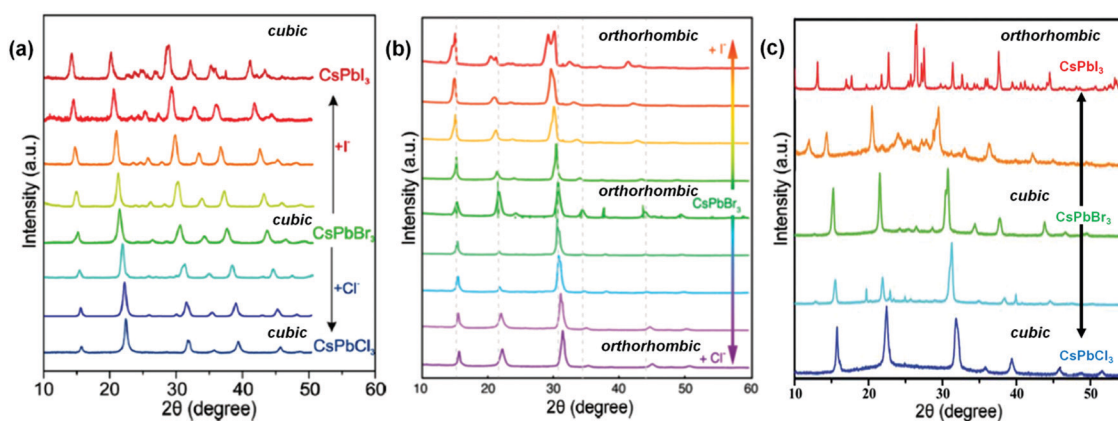 (a)
cubic
CsPbI₃
+I⁻
cubic
CsPbBr₃
+Cl⁻
cubic
CsPbCl₃
Intensity (a.u.)
10 20 30 40 50 60
2θ (degree)
(b)
orthorhombic
+ I⁻
orthorhombic
CsPbBr₃
orthorhombic
+ Cl⁻
Intensity (a.u.)
10 20 30 40 50 60
2θ (degree)
(c)
orthorhombic
CsPbI₃
cubic
CsPbBr₃
cubic
CsPbCl₃
Intensity (a.u.)
10 20 30 40 50
2θ (degree)